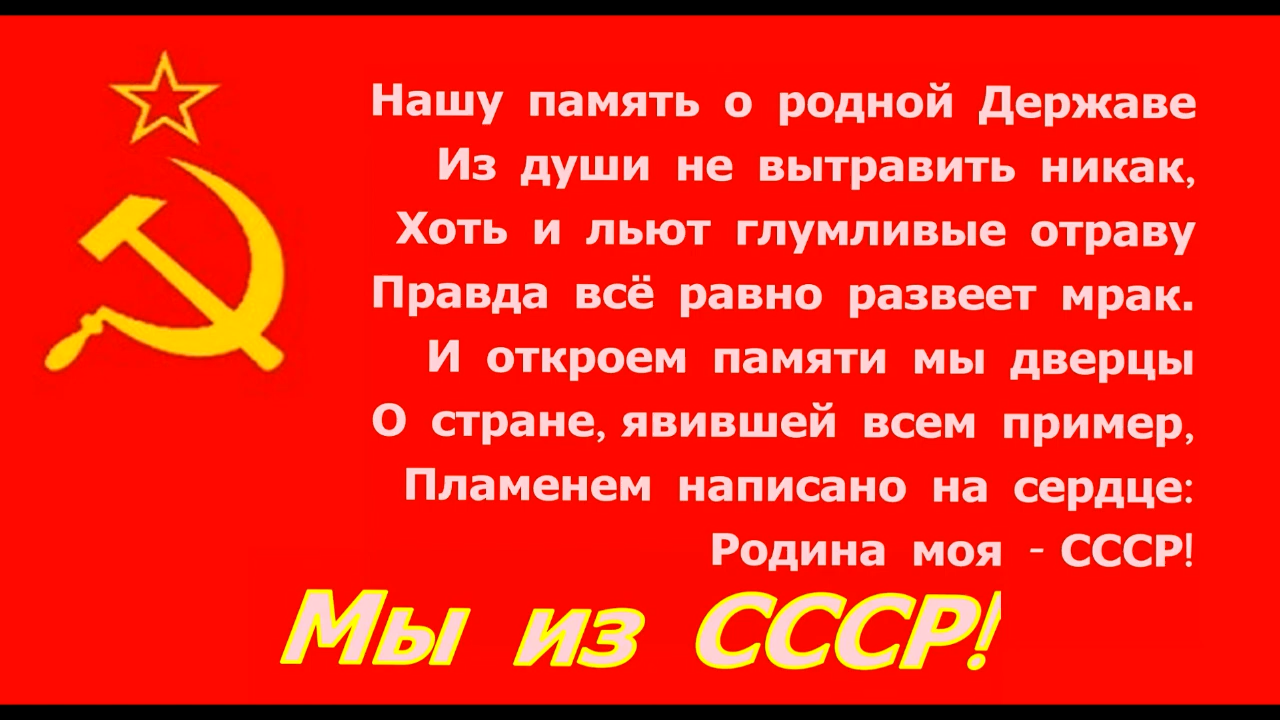 Нашу память о родной Державе
Из души не вытравить никак,
Хоть и льют глумливые отраву
Правда всё равно развеет мрак.
И откроем памяти мы дверцы
О стране, явившей всем пример,
Пламенем написано на сердце:
Родина моя - СССР!
Мы из СССР!